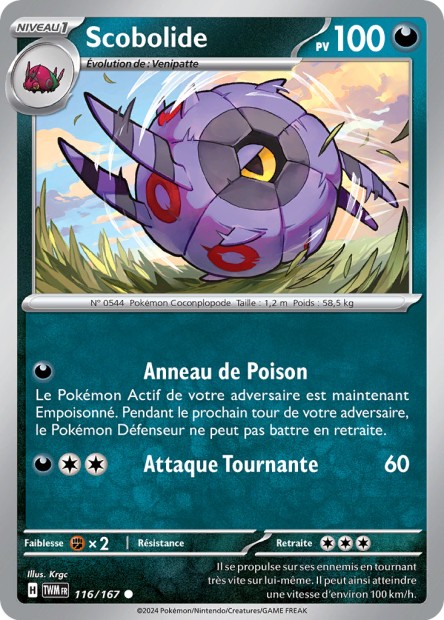 NIVEAU 1
Scobolide
PV 100
Évolution de : Venipatte
N° 0544 Pokémon Coconplopode Taille : 1,2 m Poids : 58,5 kg
Anneau de Poison
Le Pokémon Actif de votre adversaire est maintenant
Empoisonné. Pendant le prochain tour de votre adversaire,
le Pokémon Défenseur ne peut pas battre en retraite.
Attaque Tournante 60
Faiblesse ×2 Résistance Retraite
Illus. Krgc
H TWM FR 116/167
Il se propulse sur ses ennemis en tournant
très vite sur lui-même. Il peut ainsi atteindre
une vitesse d'environ 100 km/h.
©2024 Pokémon/Nintendo/Creatures/GAME FREAK